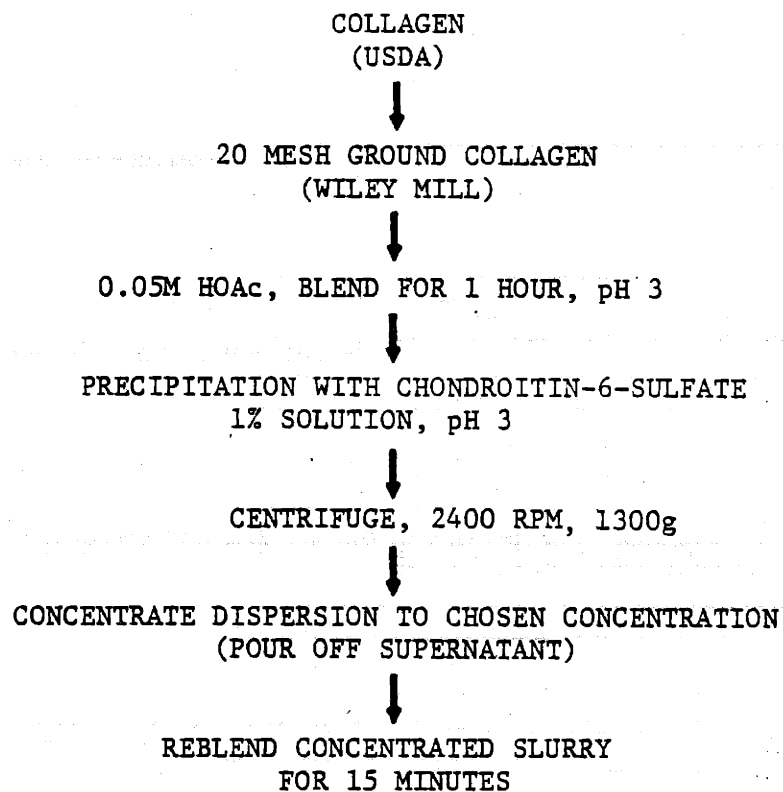 COLLAGEN
(USDA)
20 MESH GROUND COLLAGEN
(WILEY MILL)
0.05M HOAc, BLEND FOR 1 HOUR, pH 3
PRECIPITATION WITH CHONDROITIN-6-SULFATE
1% SOLUTION, pH 3
CENTRIFUGE, 2400 RPM, 1300g
CONCENTRATE DISPERSION TO CHOSEN CONCENTRATION
(POUR OFF SUPERNATANT)
REBLEND CONCENTRATED SLURRY
FOR 15 MINUTES